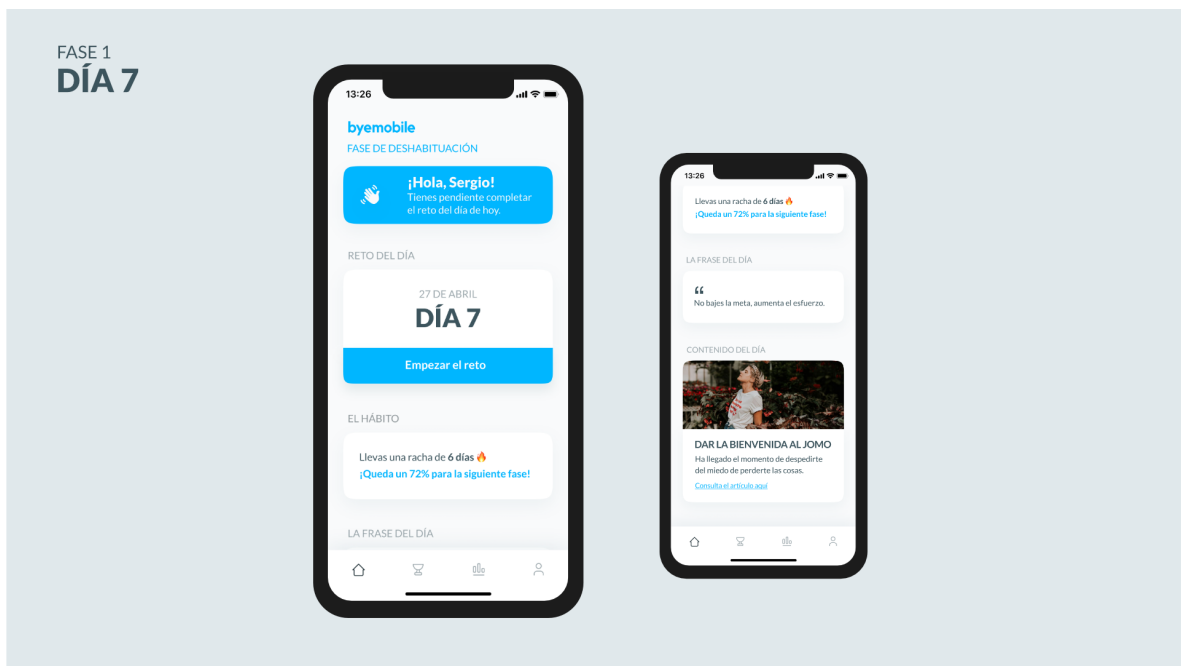 FASE 1
DÍA 7
13:26
byemobile
FASE DE DESHABITUACIÓN
¡Hola, Sergio!
Tienes pendiente completar
el reto del día de hoy.
RETO DEL DÍA
27 DE ABRIL
DÍA 7
Empezar el reto
EL HÁBITO
Llevas una racha de 6 días 🔥
¡Queda un 72% para la siguiente fase!
LA FRASE DEL DÍA
13:26
Llevas una racha de 6 días 🔥
¡Queda un 72% para la siguiente fase!
LA FRASE DEL DÍA
“
No bajes la meta, aumenta el esfuerzo.
CONTENIDO DEL DÍA
DAR LA BIENVENIDA AL JOMO
Ha llegado el momento de despedirte
del miedo de perderte las cosas.
Consulta el artículo aquí